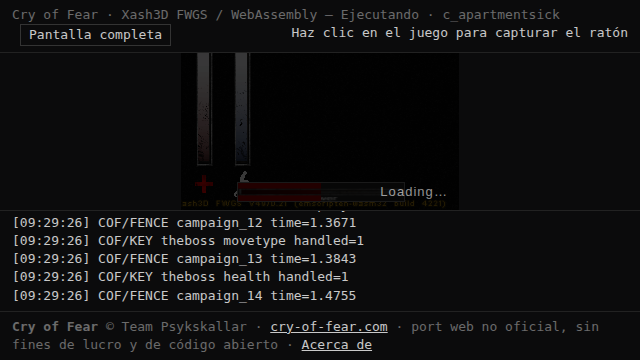 Cry of Fear · Xash3D FWGS / WebAssembly — Ejecutando · c_apartmentsick
Pantalla completa
Haz clic en el juego para capturar el ratón
Loading...
[09:29:26] COF/FENCE campaign_12 time=1.3671
[09:29:26] COF/KEY theboss movetype handled=1
[09:29:26] COF/FENCE campaign_13 time=1.3843
[09:29:26] COF/KEY theboss health handled=1
[09:29:26] COF/FENCE campaign_14 time=1.4755
Cry of Fear © Team Psykskallar · cry-of-fear.com · port web no oficial, sin
fines de lucro y de código abierto · Acerca de